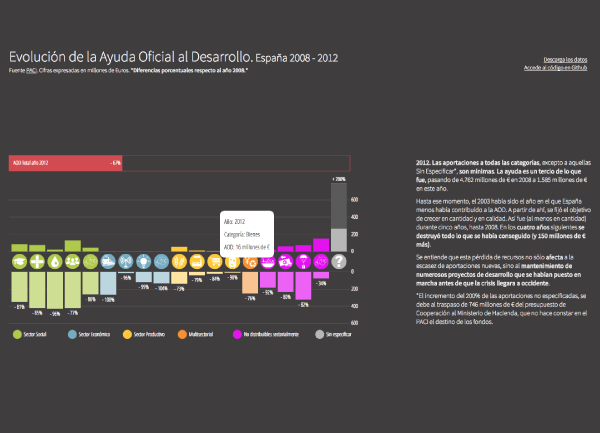 Evolución de la Ayuda Oficial al Desarrollo. España 2008 - 2012
Fuente PACI. Cifras expresadas en millones de Euros. *Diferencias porcentuales respecto al año 2008.*
Descarga los datos
Accede al código en Github
AOD Total año 2012
- 67%
2012. Las aportaciones a todas las categorías, excepto a aquellas
Sin Especificar*, son mínimas. La ayuda es un tercio de lo que
fue, pasando de 4.762 millones de € en 2008 a 1.585 millones de €
en este año.
Hasta ese momento, el 2003 había sido el año en el que España
menos había contribuido a la AOD. A partir de ahí, se fijó el objetivo
de crecer en cantidad y en calidad. Así fue (al menos en cantidad)
durante cinco años, hasta 2008. En los cuatro años siguientes se
destruyó todo lo que se había conseguido (y 150 millones de €
más).
Se entiende que esta pérdida de recursos no sólo afecta a la
escasez de aportaciones nuevas, sino al mantenimiento de
numerosos proyectos de desarrollo que se habían puesto en
marcha antes de que la crisis llegara a occidente.
*El incremento del 200% de las aportaciones no especificadas, se
debe al traspaso de 746 millones de € del presupuesto de
Cooperación al Ministerio de Hacienda, que no hace constar en el
PACI el destino de los fondos.
600
400
200
0
Año: 2012
Categoría: Bienes
AOD: 16 millones de €
?
0
200
400
600
- 81%
- 85%
- 96%
- 77%
- 100%
- 96%
- 99%
- 104%
- 73%
- 79%
- 84%
- 76%
- 92%
- 80%
- 82%
- 34%
Sector Social
Sector Económico
Sector Productivo
Multisectorial
No distribuibles sectorialmente
Sin especificar